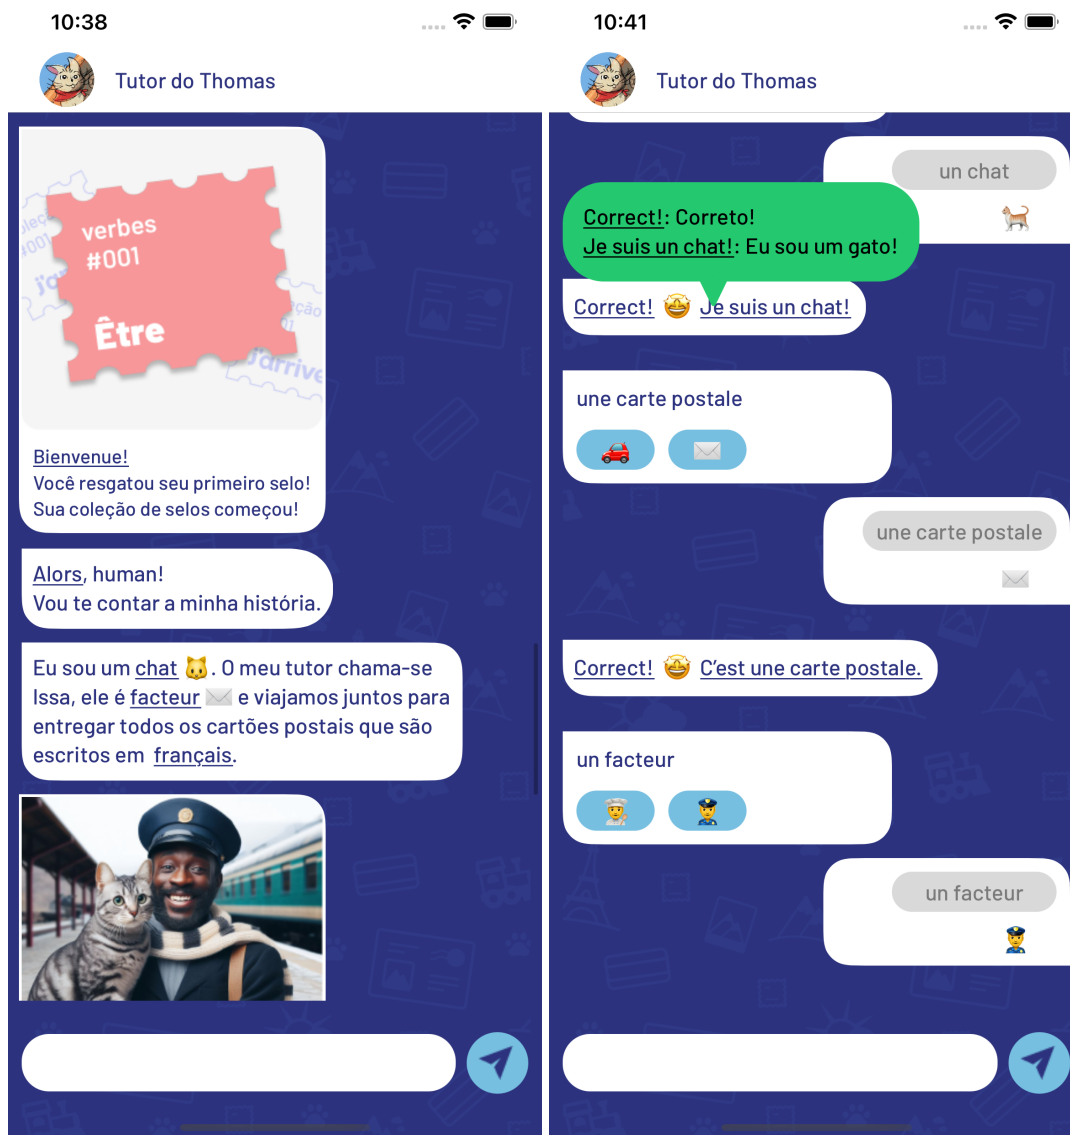 10:38
Tutor do Thomas
verbes
#001
Être
j'arrive
Bienvenue!
Você resgatou seu primeiro selo!
Sua coleção de selos começou!
Alors, human!
Vou te contar a minha história.
Eu sou um chat 🐱. O meu tutor chama-se
Issa, ele é facteur ✉️ e viajamos juntos para
entregar todos os cartões postais que são
escritos em français.
10:41
Tutor do Thomas
un chat
Correct!: Correto!
Je suis un chat!: Eu sou um gato!
Correct! 🤩 Je suis un chat!
une carte postale
une carte postale
Correct! 🤩 C’est une carte postale.
un facteur
un facteur